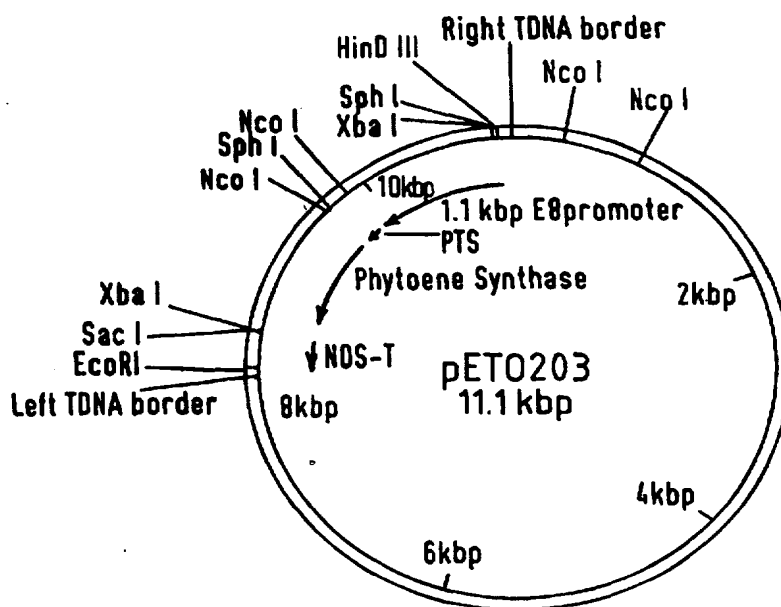 Right TDNA border
HinD III
Nco I
Nco I
Sph I
Xba I
Nco I
Sph I
Nco I
10kbp
1.1 kbp E8promoter
PTS
Phytoene Synthase
2kbp
Xba I
Sac I
EcoRI
Left TDNA border
NOS-T
8kbp
pETO203
11.1 kbp
4kbp
6kbp